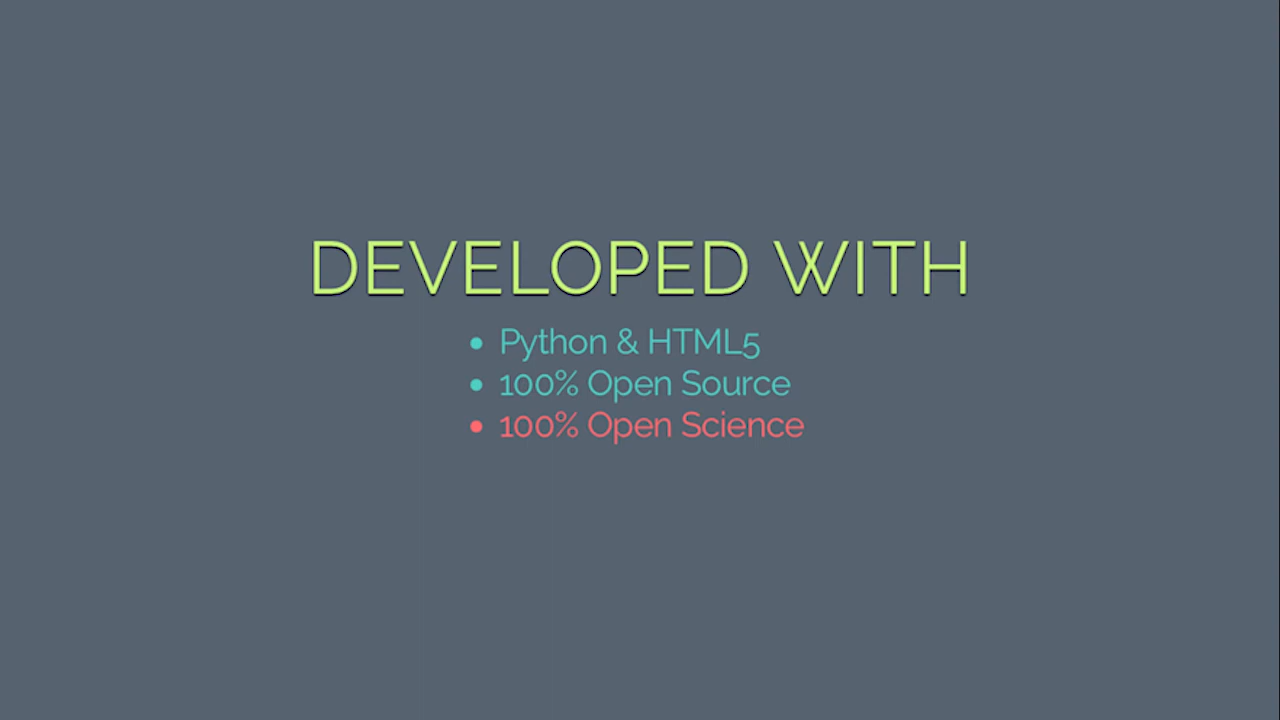 DEVELOPED WITH
• Python & HTML5
• 100% Open Source
• 100% Open Science